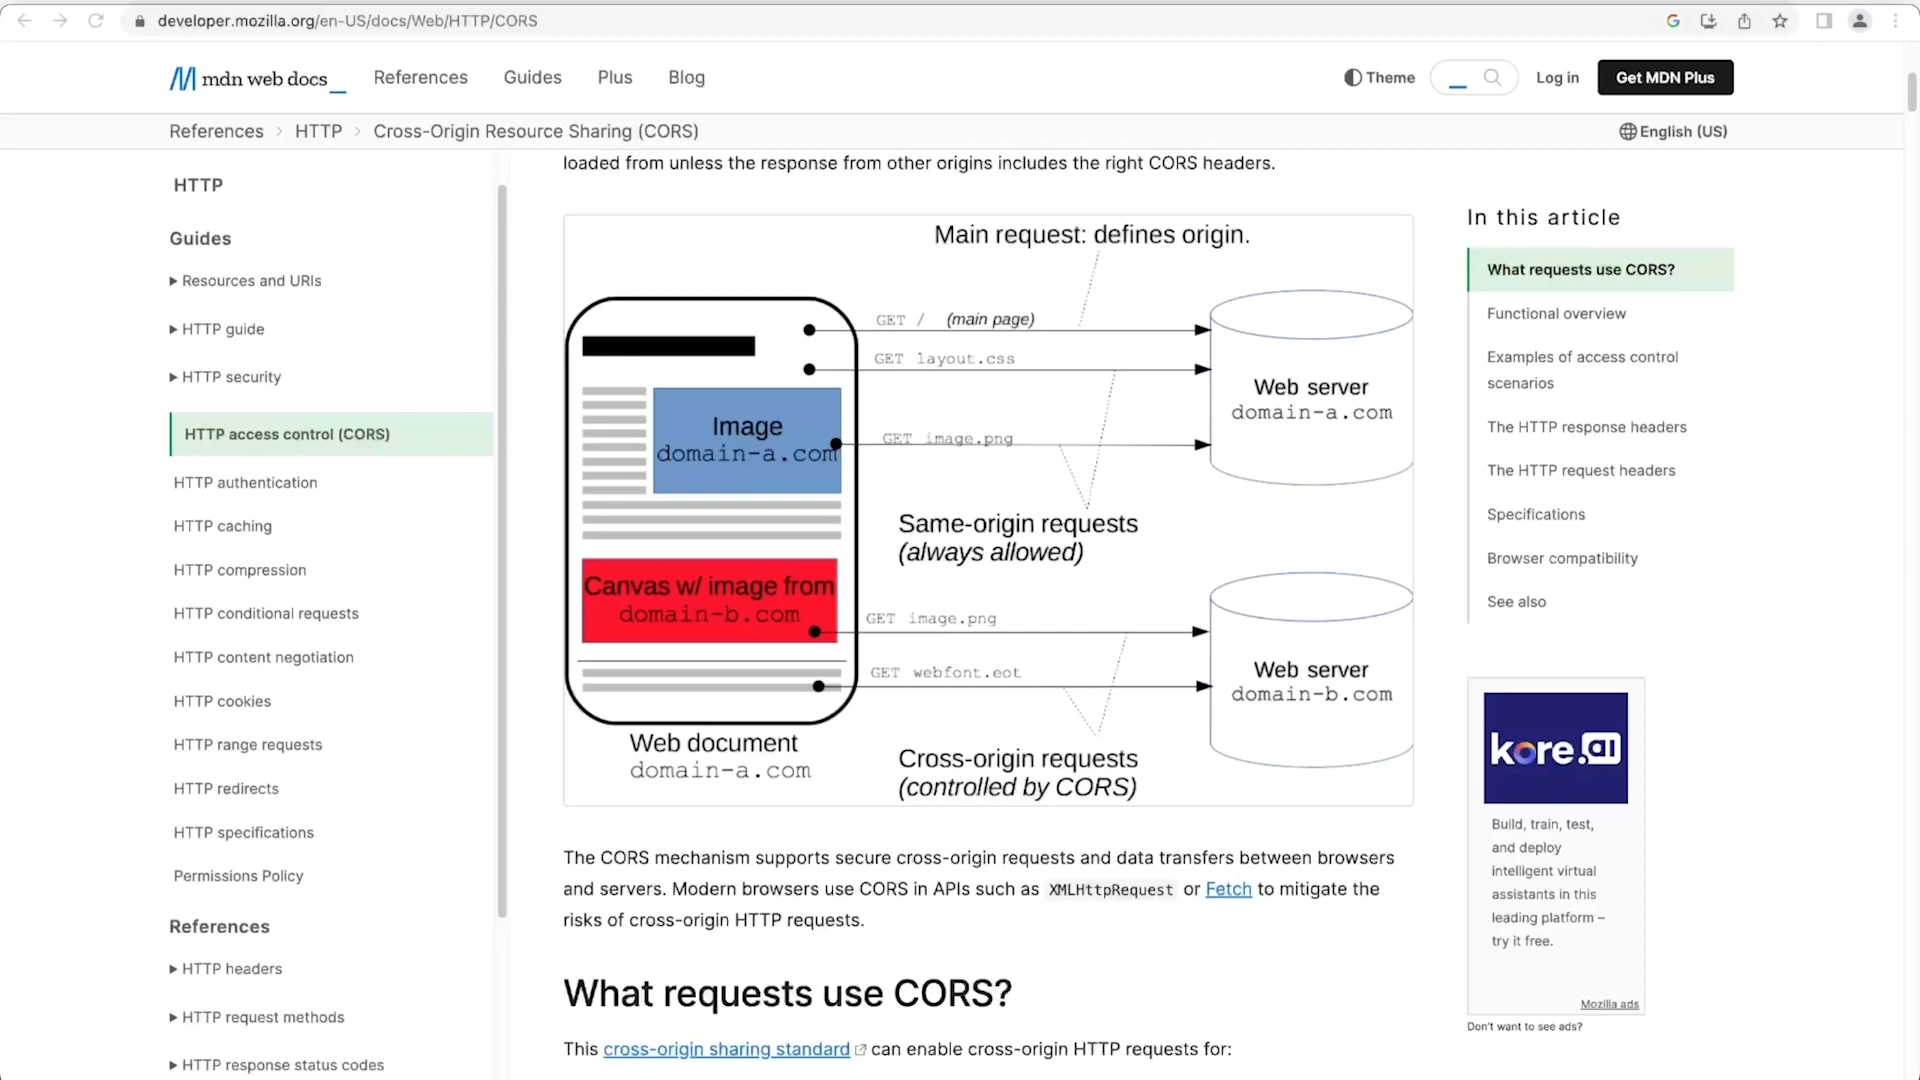 developer.mozilla.org/en-US/docs/Web/HTTP/CORS
mdn web docs_
References
Guides
Plus
Blog
Theme
Log in
Get MDN Plus
References > HTTP > Cross-Origin Resource Sharing (CORS)
English (US)
HTTP
Guides
Resources and URIs
HTTP guide
HTTP security
HTTP access control (CORS)
HTTP authentication
HTTP caching
HTTP compression
HTTP conditional requests
HTTP content negotiation
HTTP cookies
HTTP range requests
HTTP redirects
HTTP specifications
Permissions Policy
References
HTTP headers
HTTP request methods
HTTP response status codes
loaded from unless the response from other origins includes the right CORS headers.
Main request: defines origin.
GET / (main page)
GET layout.css
Image
domain-a.com
GET image.png
Web server
domain-a.com
Same-origin requests
(always allowed)
Canvas w/ image from
domain-b.com
GET image.png
GET webfont.eot
Web server
domain-b.com
Web document
domain-a.com
Cross-origin requests
(controlled by CORS)
The CORS mechanism supports secure cross-origin requests and data transfers between browsers
and servers. Modern browsers use CORS in APIs such as XMLHttpRequest or Fetch to mitigate the
risks of cross-origin HTTP requests.
What requests use CORS?
This cross-origin sharing standard can enable cross-origin HTTP requests for:
In this article
What requests use CORS?
Functional overview
Examples of access control
scenarios
The HTTP response headers
The HTTP request headers
Specifications
Browser compatibility
See also
kore.ai
Build, train, test,
and deploy
intelligent virtual
assistants in this
leading platform –
try it free.
Mozilla ads
Don't want to see ads?